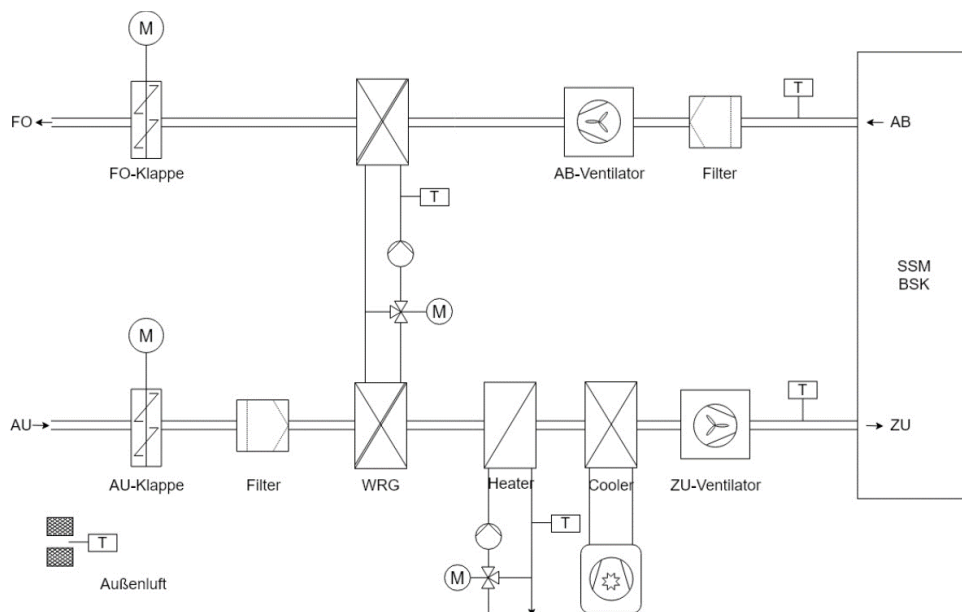 M
T
FO
AB
FO-Klappe
AB-Ventilator
Filter
T
SSM
BSK
M
M
T
AU
ZU
AU-Klappe
Filter
WRG
Heater
Cooler
ZU-Ventilator
T
T
M
Außenluft